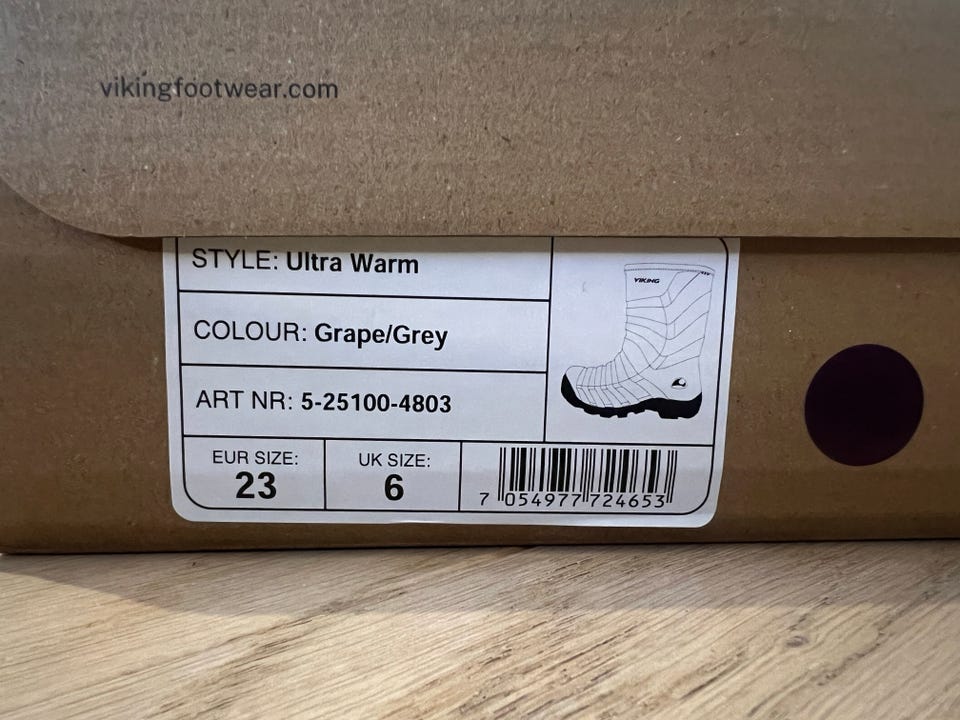 vikingfootwear.com
STYLE: Ultra Warm
COLOUR: Grape/Grey
ART NR: 5-25100-4803
VIKING
EUR SIZE:
23
UK SIZE:
6
7 054977 724653